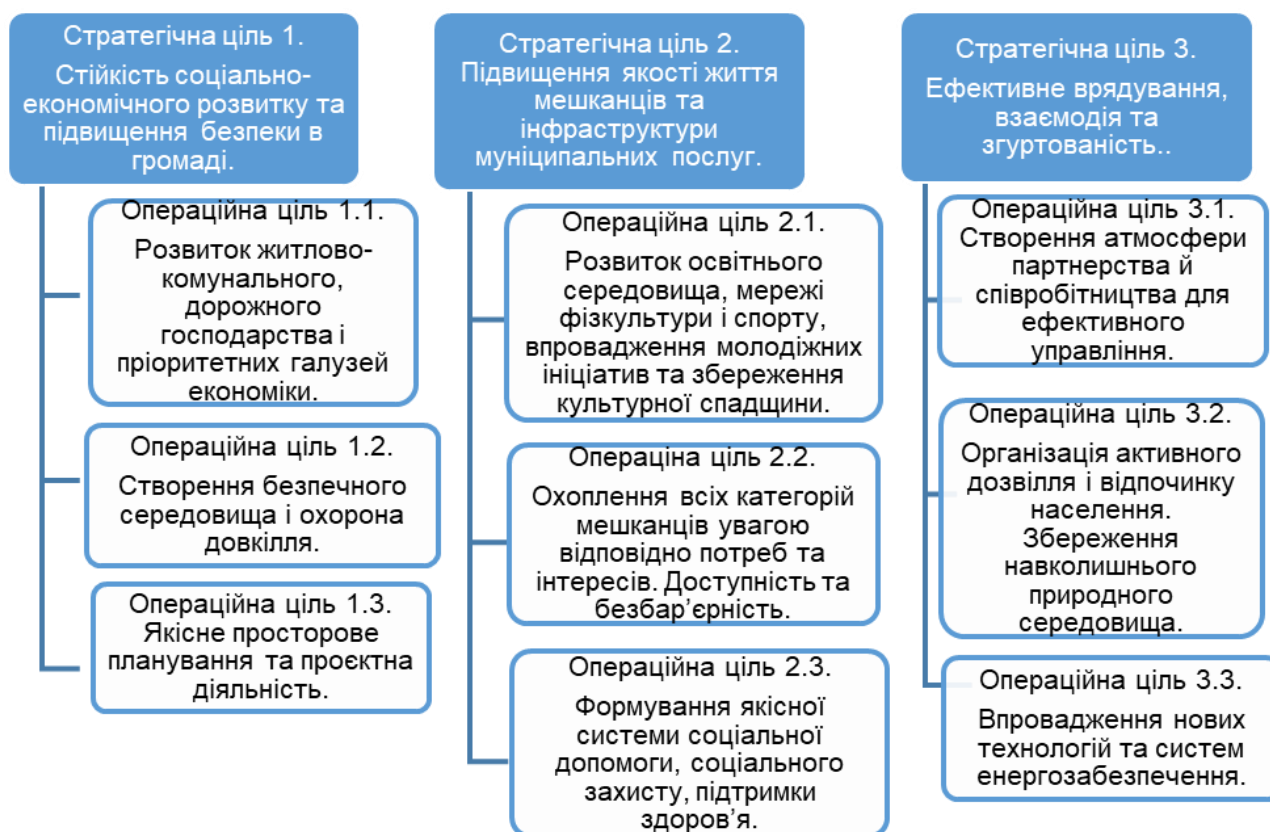 Стратегічна ціль 1.
Стійкість соціально-
економічного розвитку та
підвищення безпеки в
громаді.
Операційна ціль 1.1.
Розвиток житлово-
комунального,
дорожного
господарства і
пріоритетних галузей
економіки.
Операційна ціль 1.2.
Створення безпечного
середовища і охорона
довкілля.
Операційна ціль 1.3.
Якісне просторове
планування та проєктна
діяльність.
Стратегічна ціль 2.
Підвищення якості життя
мешканців та
інфраструктури
муніципальних послуг.
Операційна ціль 2.1.
Розвиток освітнього
середовища, мережі
фізкультури і спорту,
впровадження молодіжних
ініціатив та збереження
культурної спадщини.
Операціна ціль 2.2.
Охоплення всіх категорій
мешканців увагою
відповідно потреб та
інтересів. Доступність та
безбар’єрність.
Операційна ціль 2.3.
Формування якісної
системи соціальної
допомоги, соціального
захисту, підтримки
здоров’я.
Стратегічна ціль 3.
Ефективне врядування,
взаємодія та
згуртованість..
Операційна ціль 3.1.
Створення атмосфери
партнерства й
співробітництва для
ефективного
управління.
Операційна ціль 3.2.
Організація активного
дозвілля і відпочинку
населення.
Збереження
навколишнього
природного
середовища.
Операційна ціль 3.3.
Впровадження нових
технологій та систем
енергозабезпечення.